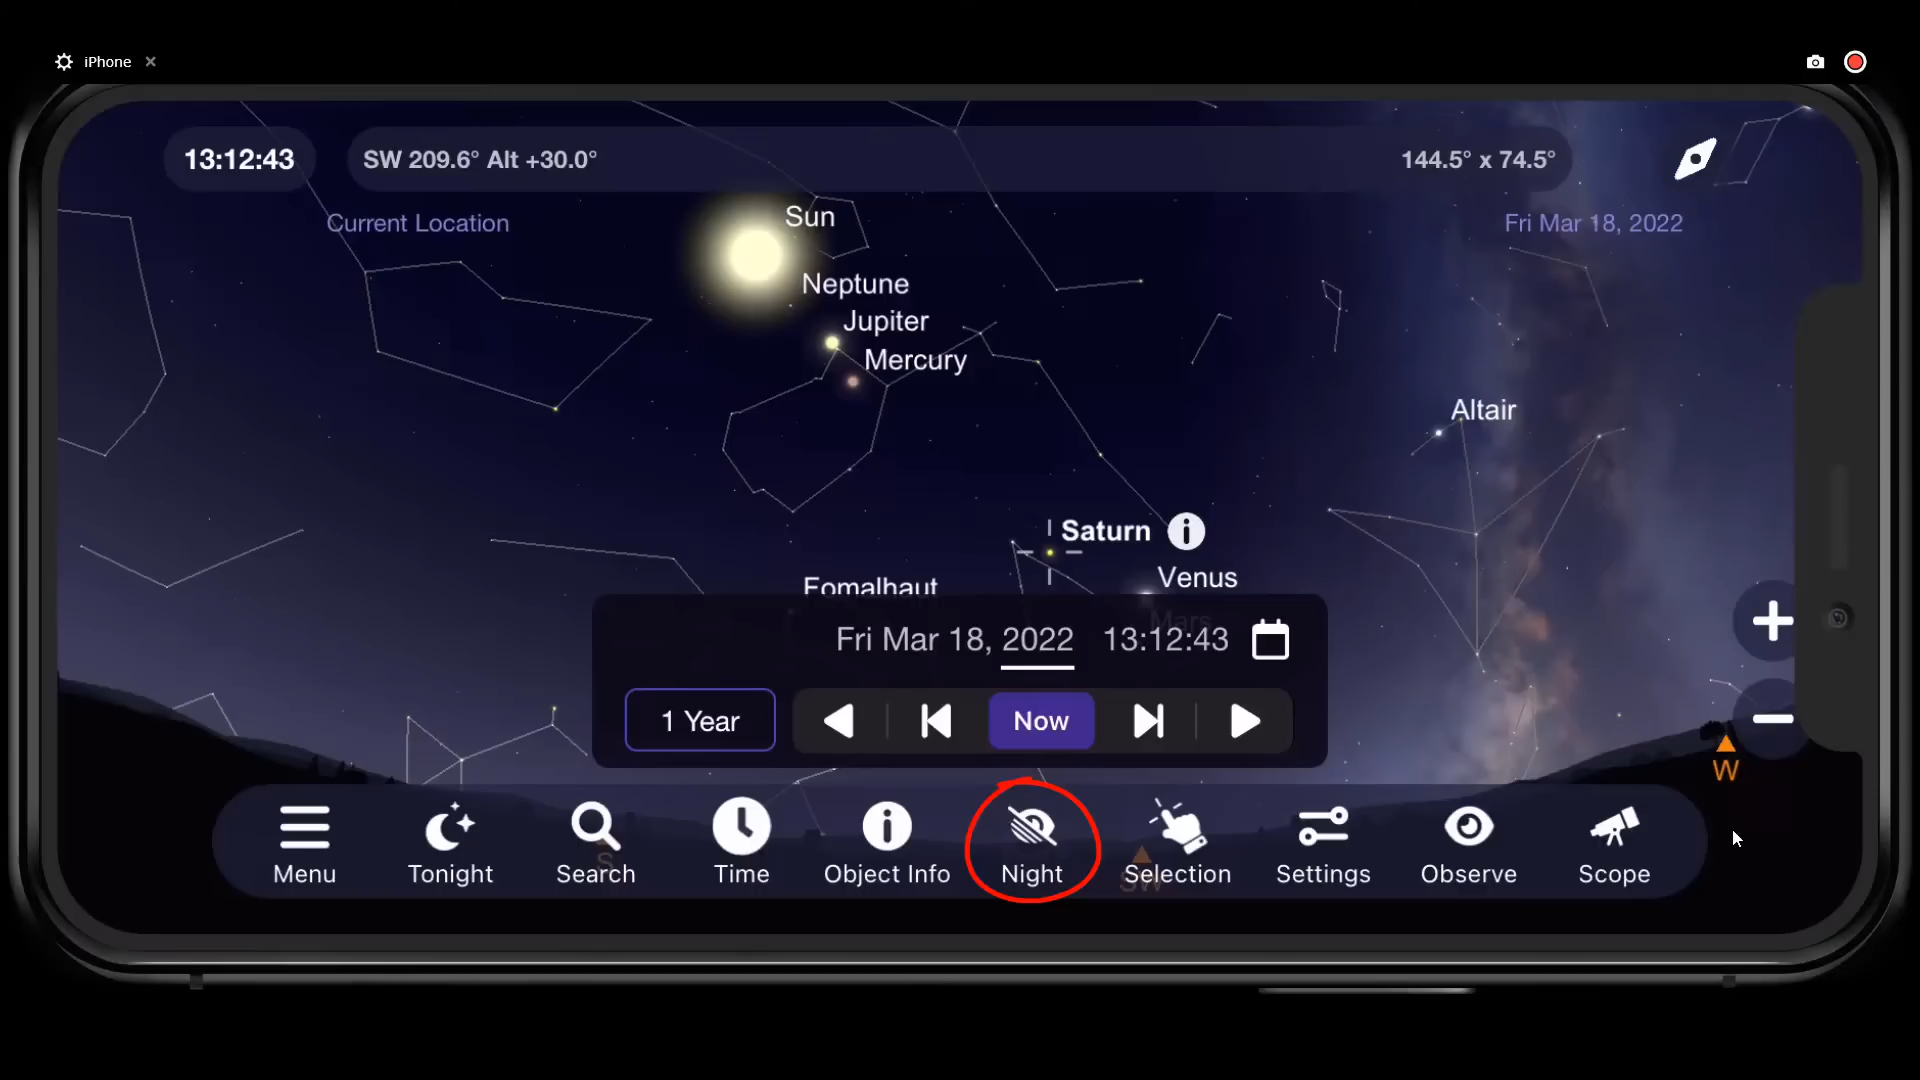 iPhone
13:12:43
SW 209.6° Alt +30.0°
144.5° x 74.5°
Current Location
Fri Mar 18, 2022
Sun
Neptune
Jupiter
Mercury
Altair
Saturn
Venus
Fomalhaut
Mars
Fri Mar 18, 2022 13:12:43
1 Year
Now
W
S
SW
Menu
Tonight
Search
Time
Object Info
Night
Selection
Settings
Observe
Scope